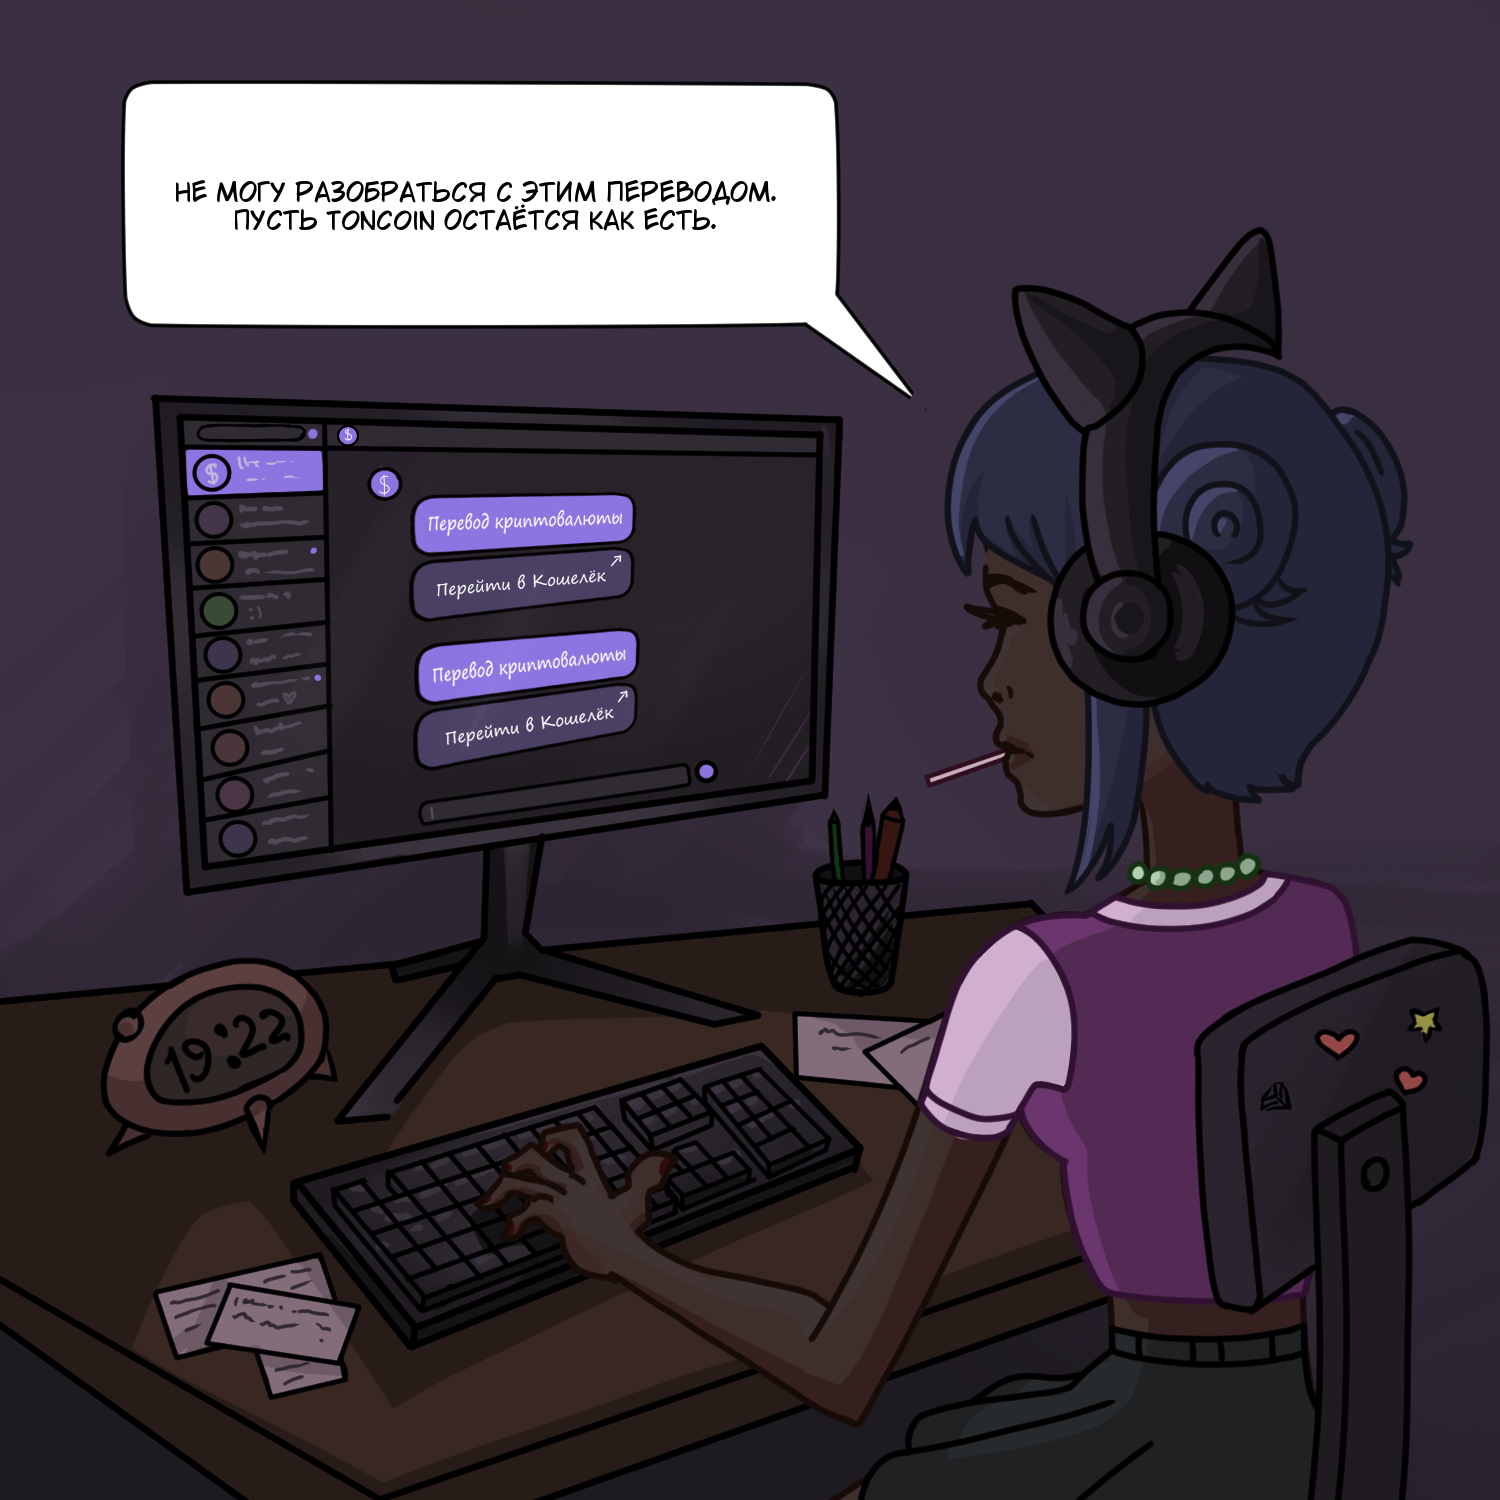 НЕ МОГУ РАЗОБРАТЬСЯ С ЭТИМ ПЕРЕВОДОМ.
ПУСТЬ TONCOIN ОСТАЁТСЯ КАК ЕСТЬ.
$
$
$
:)
Перевод криптовалюты
Перейти в Кошелёк
Перевод криптовалюты
Перейти в Кошелёк
19:22